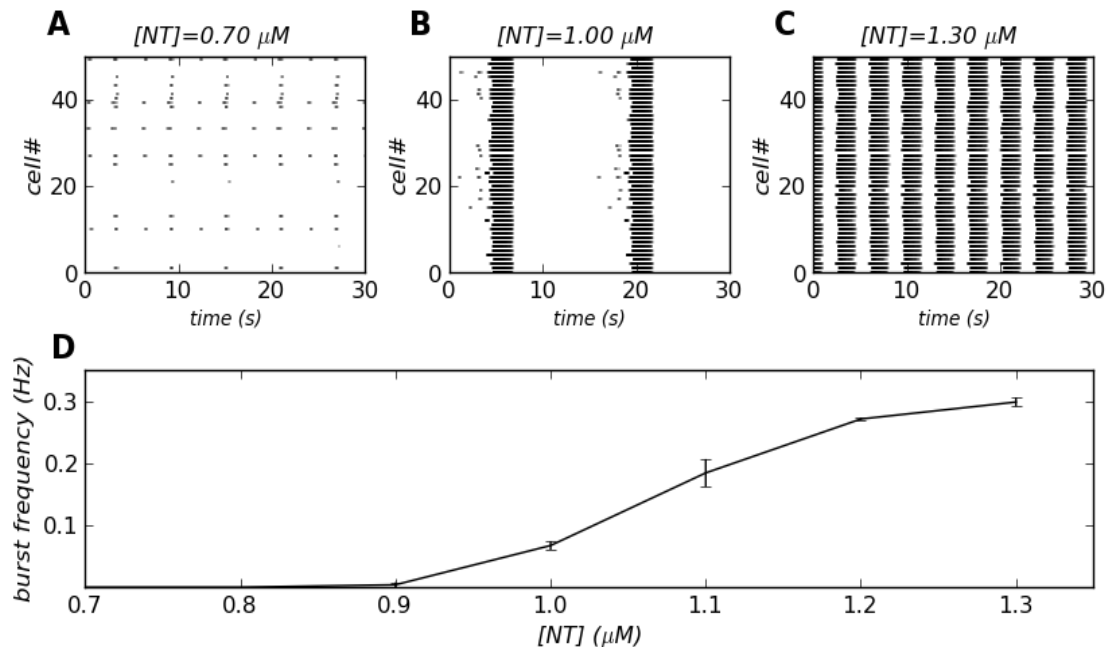 A
[NT]=0.70 μM
B
[NT]=1.00 μM
C
[NT]=1.30 μM
cell#
40
20
0
0
10
20
30
time (s)
cell#
40
20
0
0
10
20
30
time (s)
cell#
40
20
0
0
10
20
30
time (s)
D
burst frequency (Hz)
0.3
0.2
0.1
0.7
0.8
0.9
1.0
1.1
1.2
1.3
[NT] (μM)